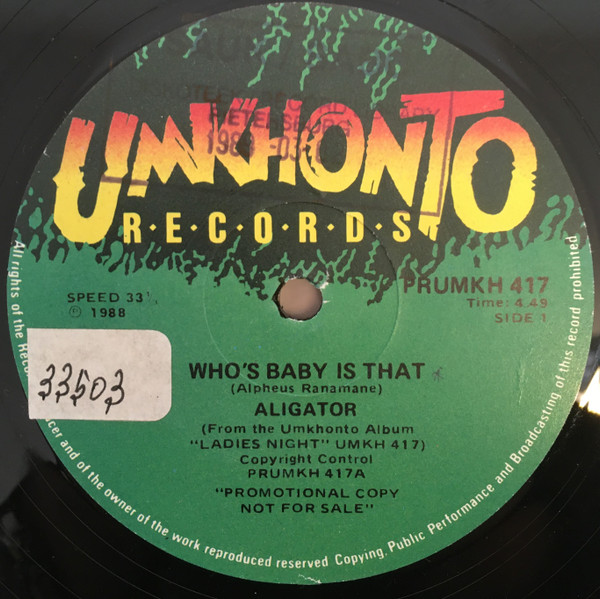 UMKHONTO
R·E·C·O·R·D·S
PIETERSBURG
PRUMKH 417
Time: 4.49
SIDE 1
SPEED 33⅓
℗ 1988
33503
WHO'S BABY IS THAT
(Alpheus Ranamane)
ALIGATOR
(From the Umkhonto Album
"LADIES NIGHT" UMKH 417)
Copyright Control
PRUMKH 417A
"PROMOTIONAL COPY
NOT FOR SALE"
All rights of the and of the owner of the work reproduced reserved Copying, Public Performance and Broadcasting of this record prohibited